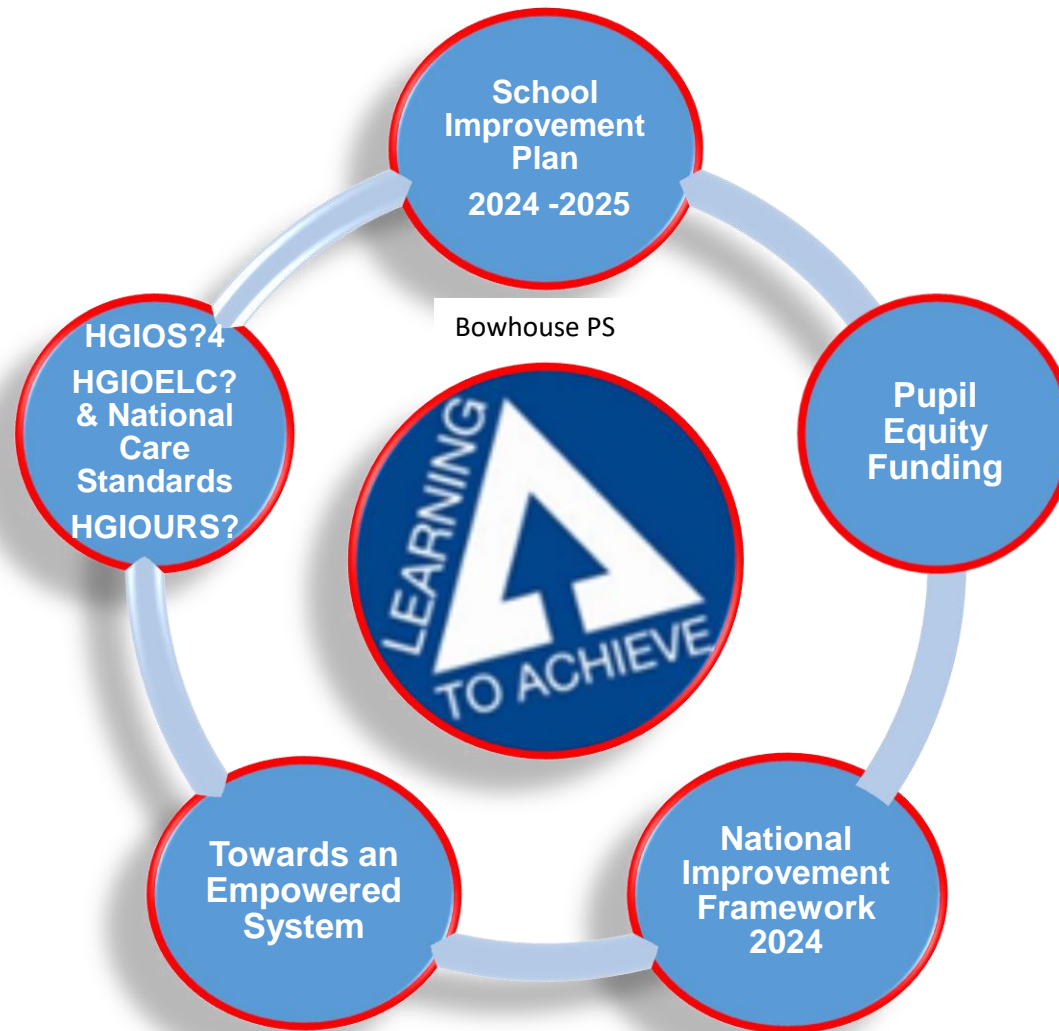 School
Improvement
Plan
2024 -2025
Bowhouse PS
HGIOS?4
HGIOELC?
& National
Care
Standards
HGIOURS?
Pupil
Equity
Funding
LEARNING
TO ACHIEVE
Towards an
Empowered
System
National
Improvement
Framework
2024